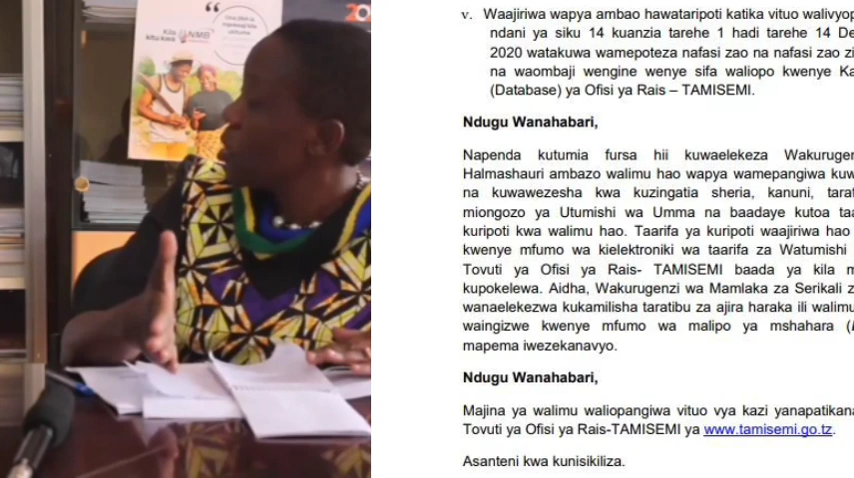 Kila
kitu kwa NMB
20
v. Waajiriwa wapya ambao hawataripoti katika vituo walivyop
ndani ya siku 14 kuanzia tarehe 1 hadi tarehe 14 De
2020 watakuwa wamepoteza nafasi zao na nafasi zao zi
na waombaji wengine wenye sifa waliopo kwenye Ka
(Database) ya Ofisi ya Rais – TAMISEMI.
Ndugu Wanahabari,
Napenda kutumia fursa hii kuwaelekeza Wakurugen
Halmashauri ambazo walimu hao wapya wamepangiwa kuw
na kuwawezesha kwa kuzingatia sheria, kanuni, taraf
miongozo ya Utumishi wa Umma na baadaye kutoa taa
kuripoti kwa walimu hao. Taarifa ya kuripoti waajiriwa hao
kwenye mfumo wa kielektroniki wa taarifa za Watumishi
Tovuti ya Ofisi ya Rais- TAMISEMI baada ya kila m
kupokelewa. Aidha, Wakurugenzi wa Mamlaka za Serikali z
wanaelekezwa kukamilisha taratibu za ajira haraka ili walimu
waingizwe kwenye mfumo wa malipo ya mshahara (
mapema iwezekanavyo.
Ndugu Wanahabari,
Majina ya walimu waliopangiwa vituo vya kazi yanapatikana
Tovuti ya Ofisi ya Rais-TAMISEMI ya www.tamisemi.go.tz.
Asanteni kwa kunisikiliza.